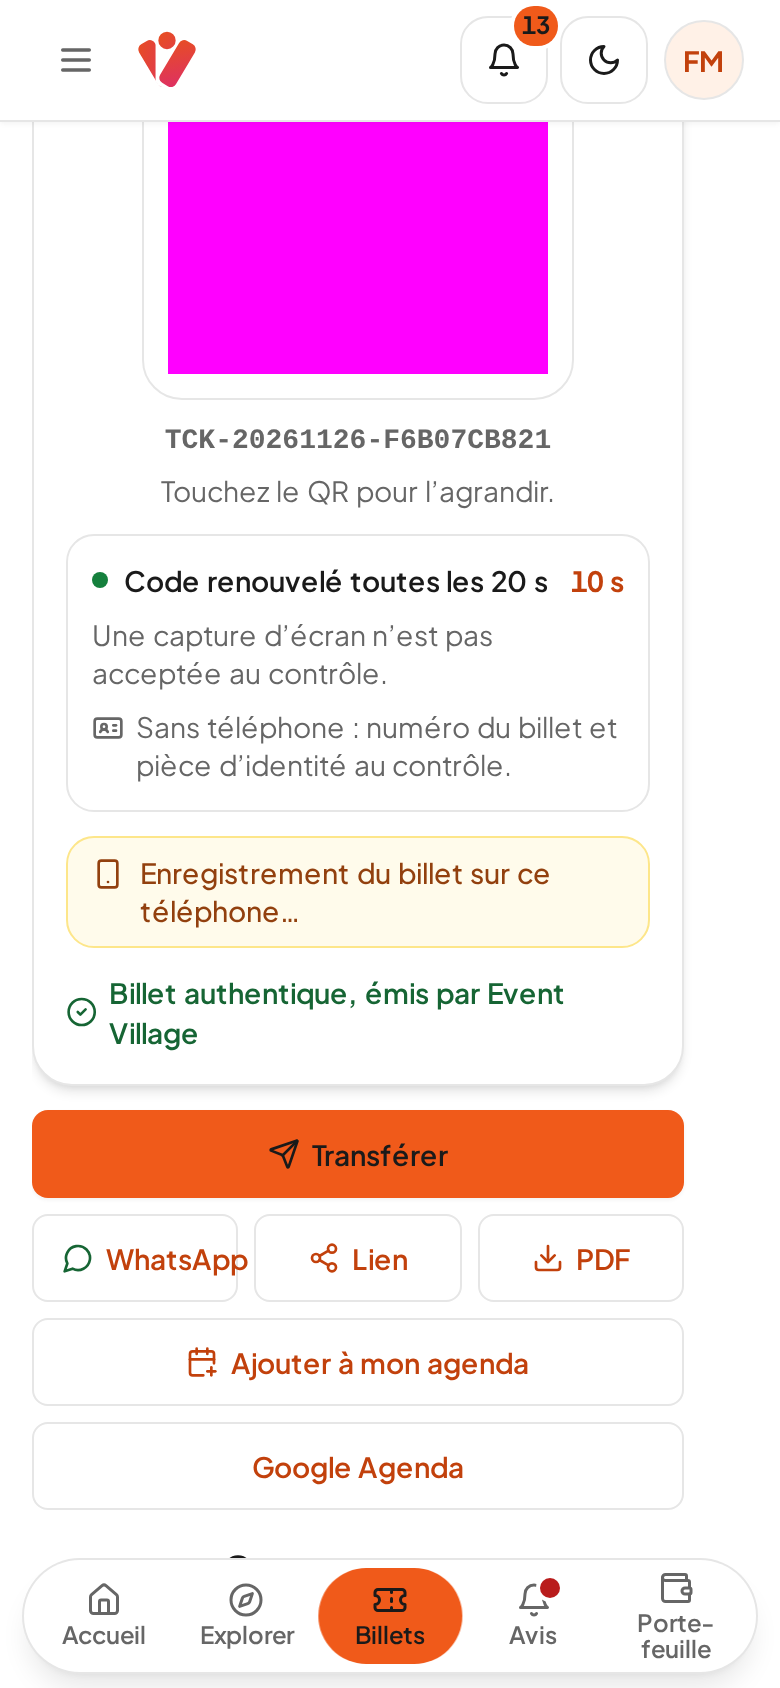 13
FM
TCK-20261126-F6B07CB821
Touchez le QR pour l’agrandir.
Code renouvelé toutes les 20 s 10 s
Une capture d’écran n’est pas
acceptée au contrôle.
Sans téléphone : numéro du billet et
pièce d’identité au contrôle.
Enregistrement du billet sur ce
téléphone…
Billet authentique, émis par Event
Village
Transférer
WhatsApp
Lien
PDF
Ajouter à mon agenda
Google Agenda
Accueil
Explorer
Billets
Avis
Porte-
feuille